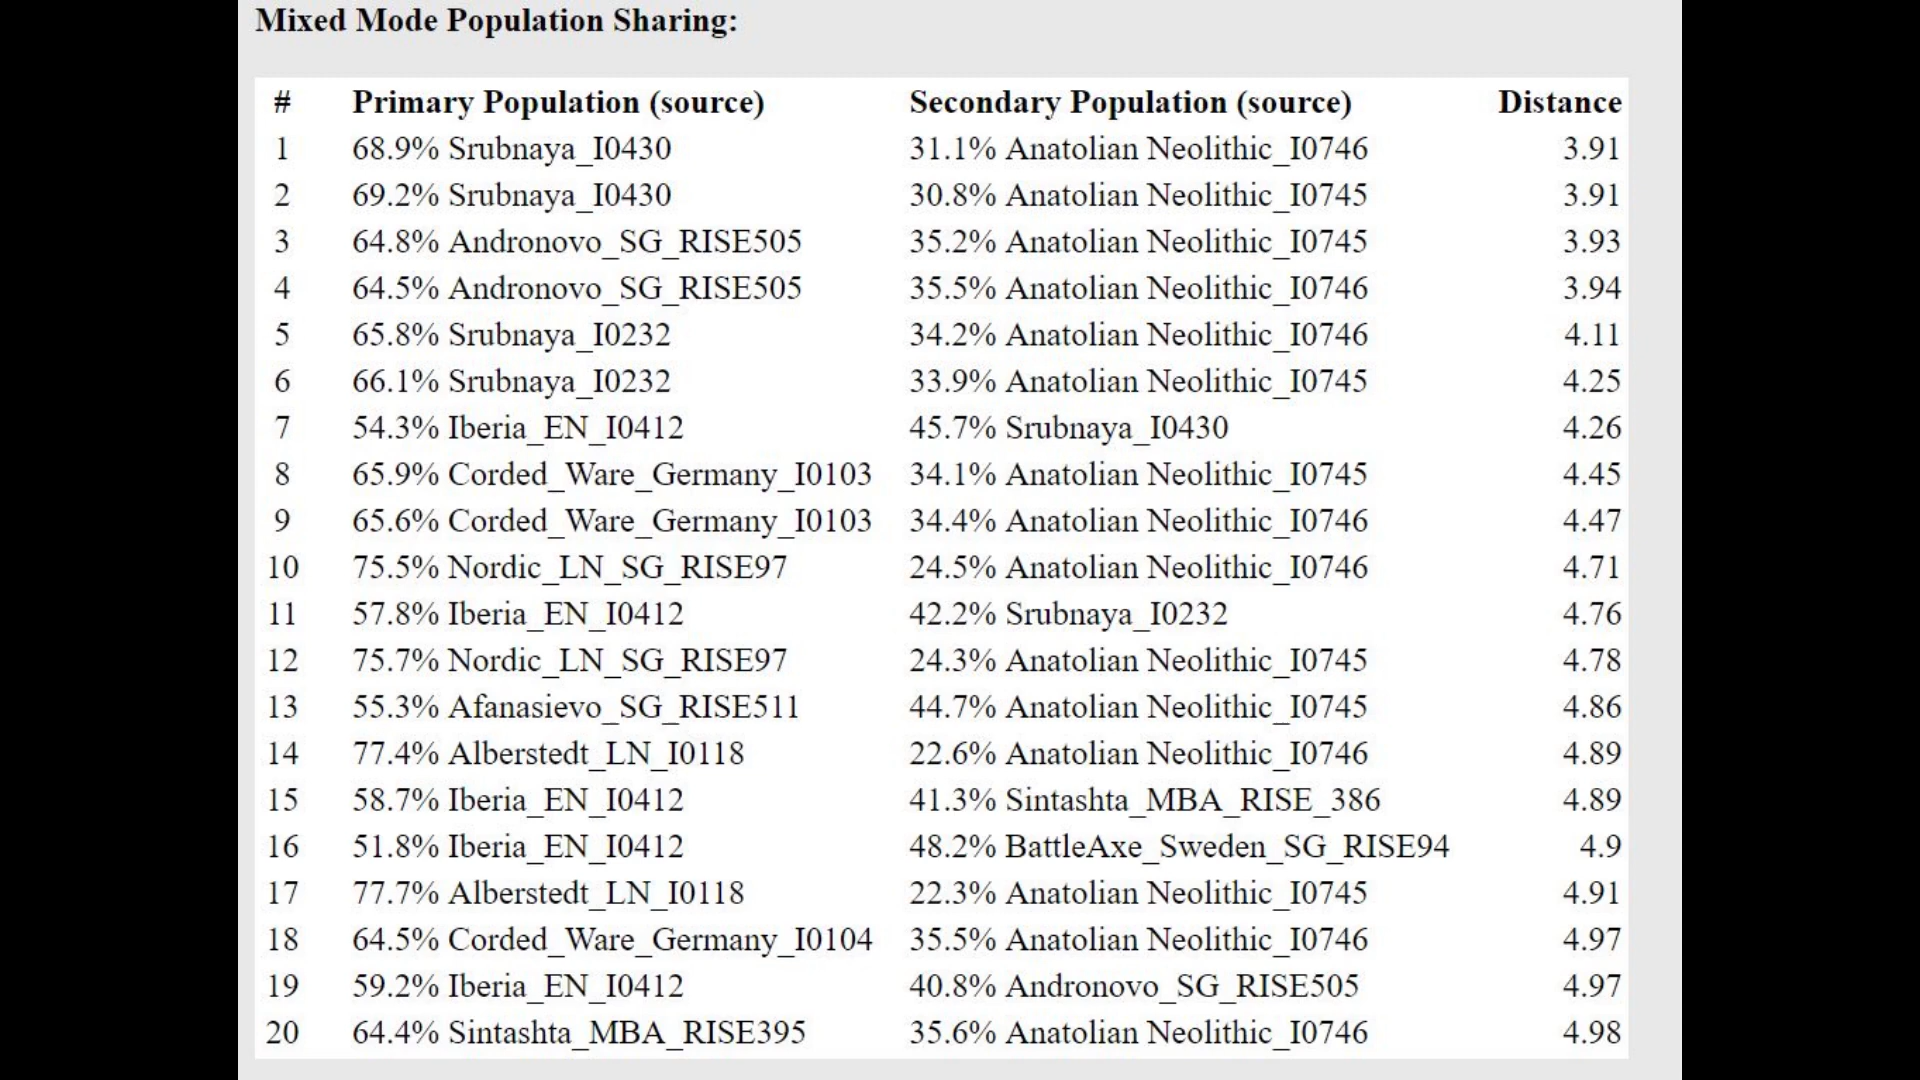 Mixed Mode Population Sharing:
# Primary Population (source) Secondary Population (source) Distance
1 68.9% Srubnaya_I0430 31.1% Anatolian Neolithic_I0746 3.91
2 69.2% Srubnaya_I0430 30.8% Anatolian Neolithic_I0745 3.91
3 64.8% Andronovo_SG_RISE505 35.2% Anatolian Neolithic_I0745 3.93
4 64.5% Andronovo_SG_RISE505 35.5% Anatolian Neolithic_I0746 3.94
5 65.8% Srubnaya_I0232 34.2% Anatolian Neolithic_I0746 4.11
6 66.1% Srubnaya_I0232 33.9% Anatolian Neolithic_I0745 4.25
7 54.3% Iberia_EN_I0412 45.7% Srubnaya_I0430 4.26
8 65.9% Corded_Ware_Germany_I0103 34.1% Anatolian Neolithic_I0745 4.45
9 65.6% Corded_Ware_Germany_I0103 34.4% Anatolian Neolithic_I0746 4.47
10 75.5% Nordic_LN_SG_RISE97 24.5% Anatolian Neolithic_I0746 4.71
11 57.8% Iberia_EN_I0412 42.2% Srubnaya_I0232 4.76
12 75.7% Nordic_LN_SG_RISE97 24.3% Anatolian Neolithic_I0745 4.78
13 55.3% Afanasievo_SG_RISE511 44.7% Anatolian Neolithic_I0745 4.86
14 77.4% Alberstedt_LN_I0118 22.6% Anatolian Neolithic_I0746 4.89
15 58.7% Iberia_EN_I0412 41.3% Sintashta_MBA_RISE_386 4.89
16 51.8% Iberia_EN_I0412 48.2% BattleAxe_Sweden_SG_RISE94 4.9
17 77.7% Alberstedt_LN_I0118 22.3% Anatolian Neolithic_I0745 4.91
18 64.5% Corded_Ware_Germany_I0104 35.5% Anatolian Neolithic_I0746 4.97
19 59.2% Iberia_EN_I0412 40.8% Andronovo_SG_RISE505 4.97
20 64.4% Sintashta_MBA_RISE395 35.6% Anatolian Neolithic_I0746 4.98